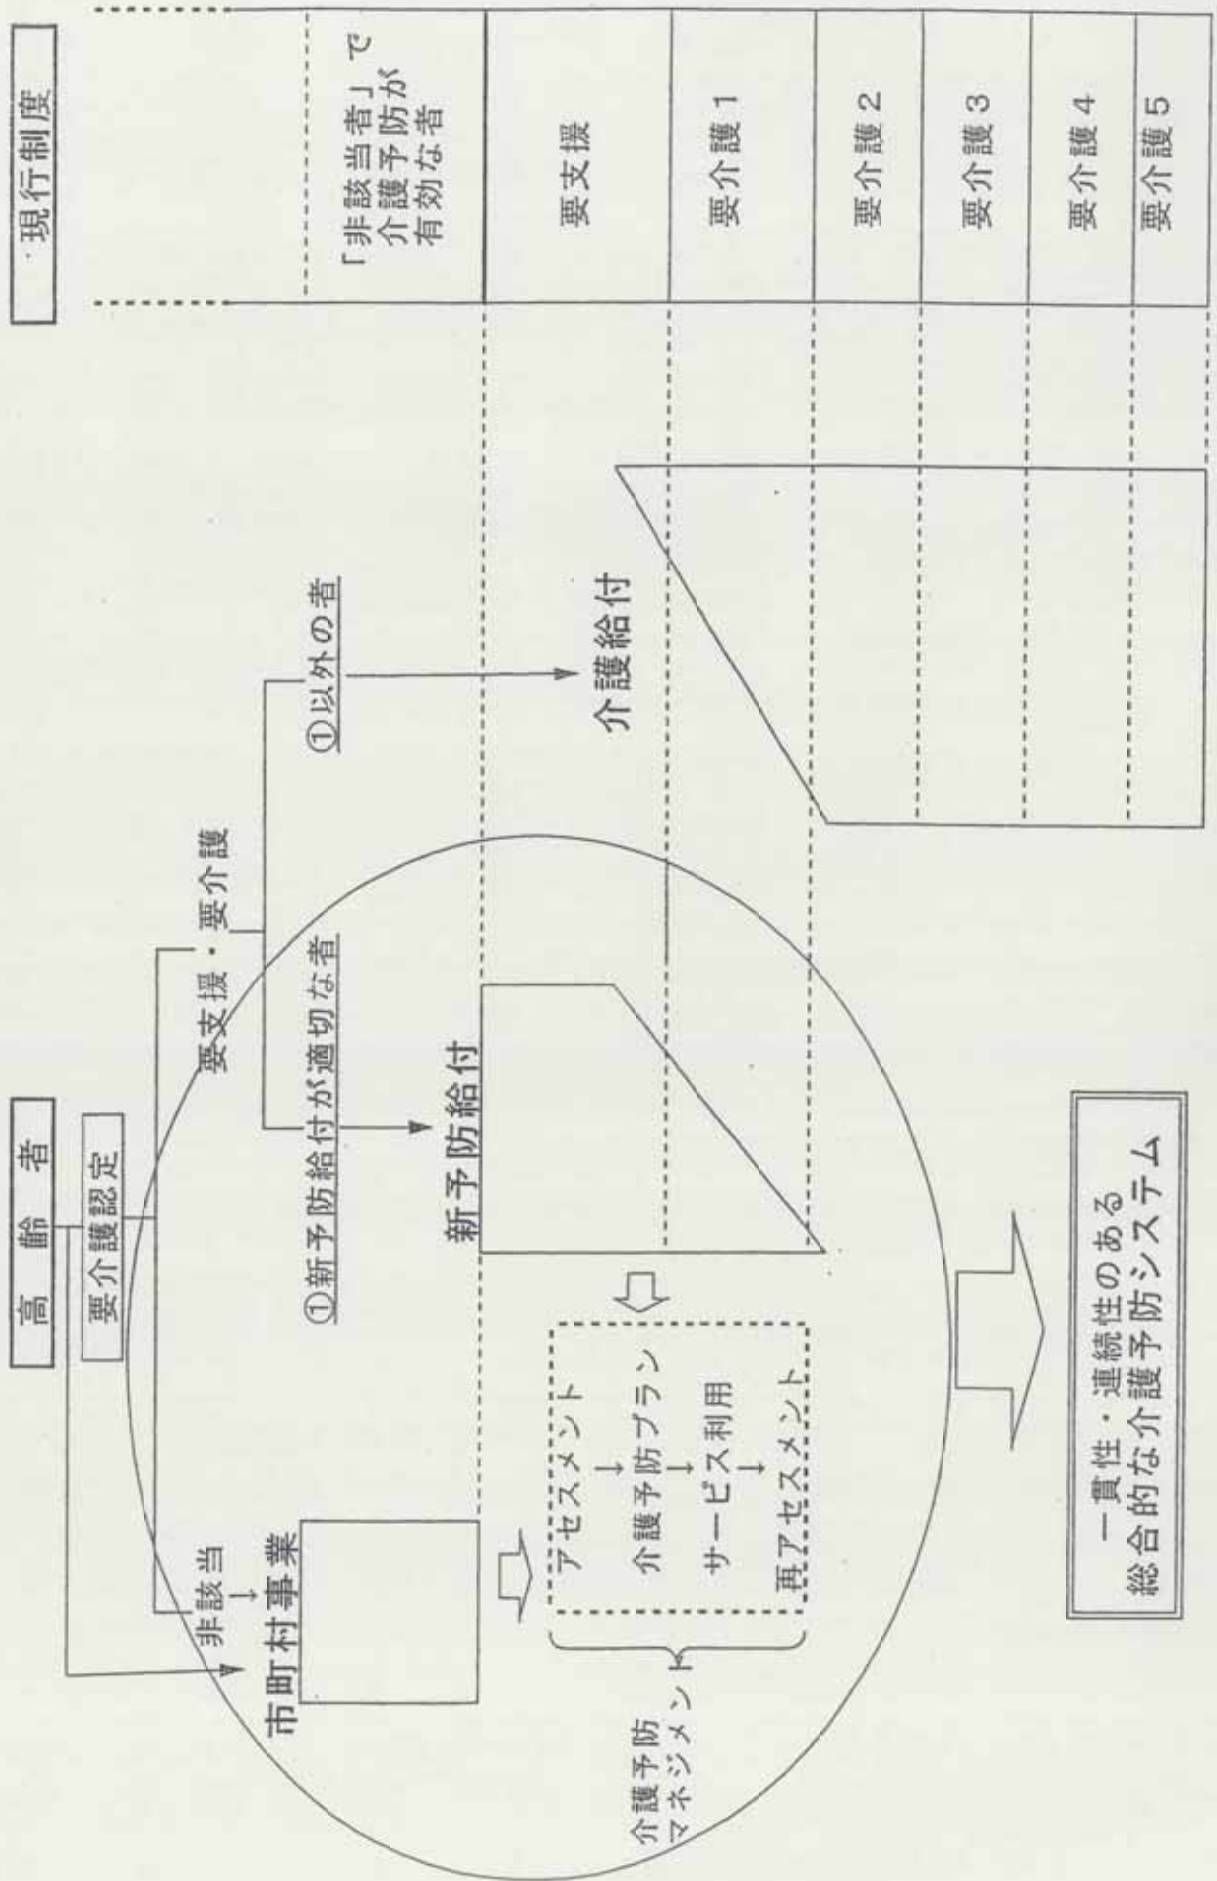 高齢者
現行制度
要介護認定
非該当
↓
市町村事業
要支援・要介護
①新予防給付が適切な者
①以外の者
新予防給付
介護給付
「非該当者」で
介護予防が
有効な者
要支援
要介護1
要介護2
要介護3
要介護4
要介護5
介護予防
マネジメント
アセスメント
↓
介護予防プラン
↓
サービス利用
↓
再アセスメント
一貫性・連続性のある
総合的な介護予防システム